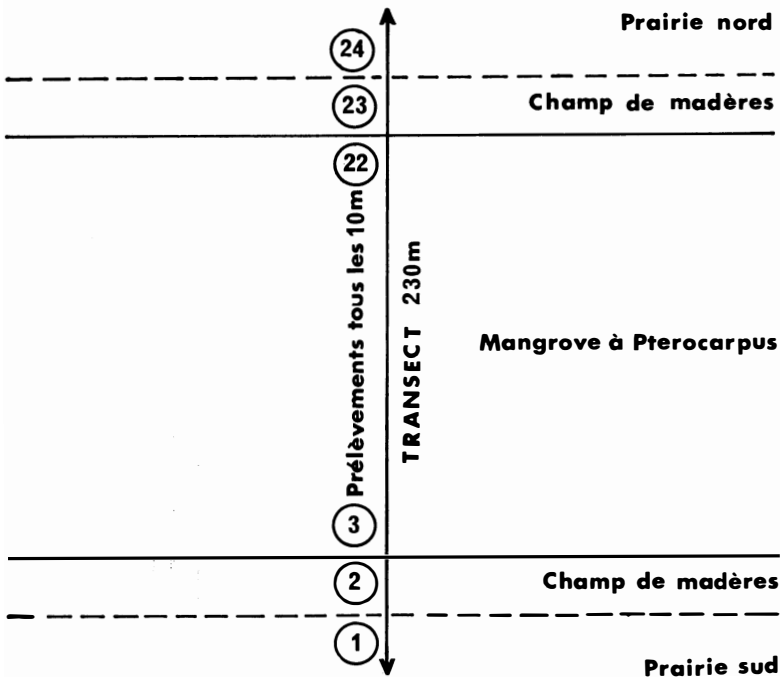 Prairie nord
24
23
Champ de madères
22
Prélèvements tous les 10m
TRANSECT 230m
Mangrove à Pterocarpus
3
2
Champ de madères
1
Prairie sud